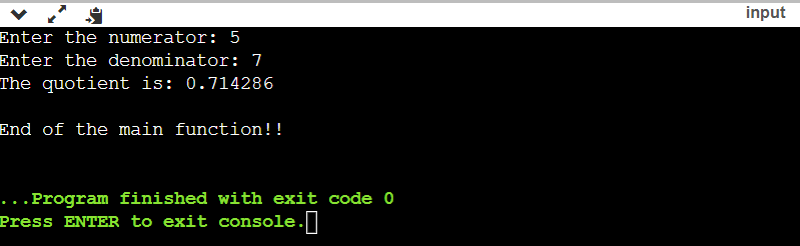 input
Enter the numerator: 5
Enter the denominator: 7
The quotient is: 0.714286
End of the main function!!
...Program finished with exit code 0
Press ENTER to exit console.